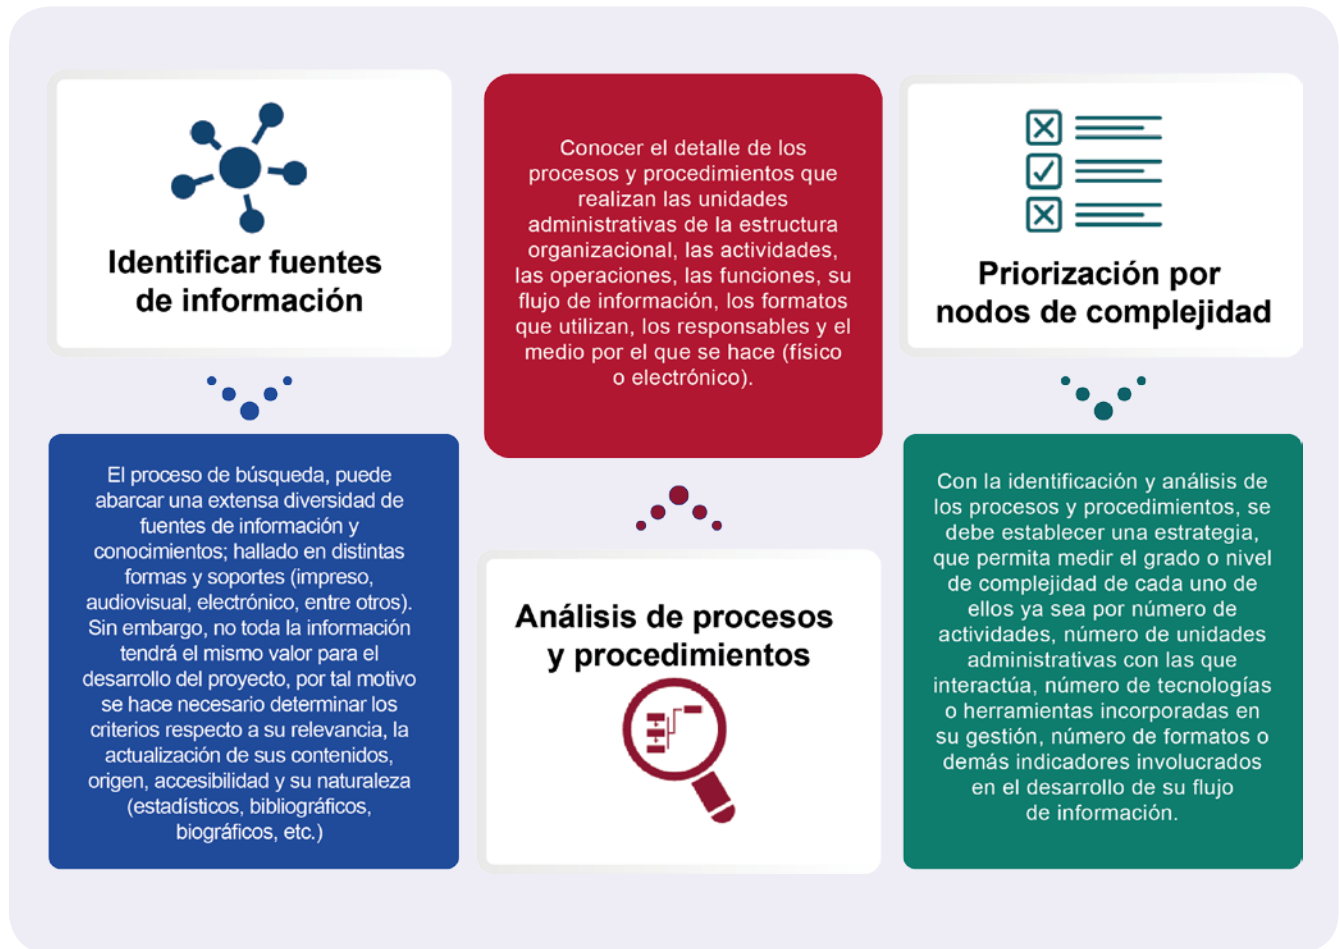 Identificar fuentes
de información
El proceso de búsqueda, puede
abarcar una extensa diversidad de
fuentes de información y
conocimientos; hallado en distintas
formas y soportes (impreso,
audiovisual, electrónico, entre otros).
Sin embargo, no toda la información
tendrá el mismo valor para el
desarrollo del proyecto, por tal motivo
se hace necesario determinar los
criterios respecto a su relevancia, la
actualización de sus contenidos,
origen, accesibilidad y su naturaleza
(estadísticos, bibliográficos,
biográficos, etc.)
Conocer el detalle de los
procesos y procedimientos que
realizan las unidades
administrativas de la estructura
organizacional, las actividades,
las operaciones, las funciones, su
flujo de información, los formatos
que utilizan, los responsables y el
medio por el que se hace (físico
o electrónico).
Análisis de procesos
y procedimientos
Priorización por
nodos de complejidad
Con la identificación y análisis de
los procesos y procedimientos, se
debe establecer una estrategia,
que permita medir el grado o nivel
de complejidad de cada uno de
ellos ya sea por número de
actividades, número de unidades
administrativas con las que
interactúa, número de tecnologías
o herramientas incorporadas en
su gestión, número de formatos o
demás indicadores involucrados
en el desarrollo de su flujo
de información.